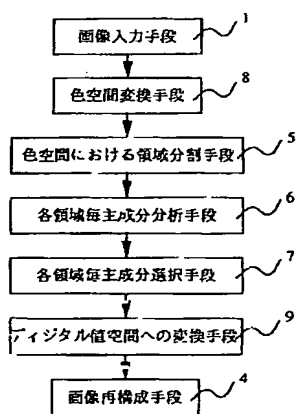 1
画像入力手段
8
色空間変換手段
5
色空間における領域分割手段
6
各領域毎主成分分析手段
7
各領域毎主成分選択手段
9
ディジタル値空間への変換手段
4
画像再構成手段